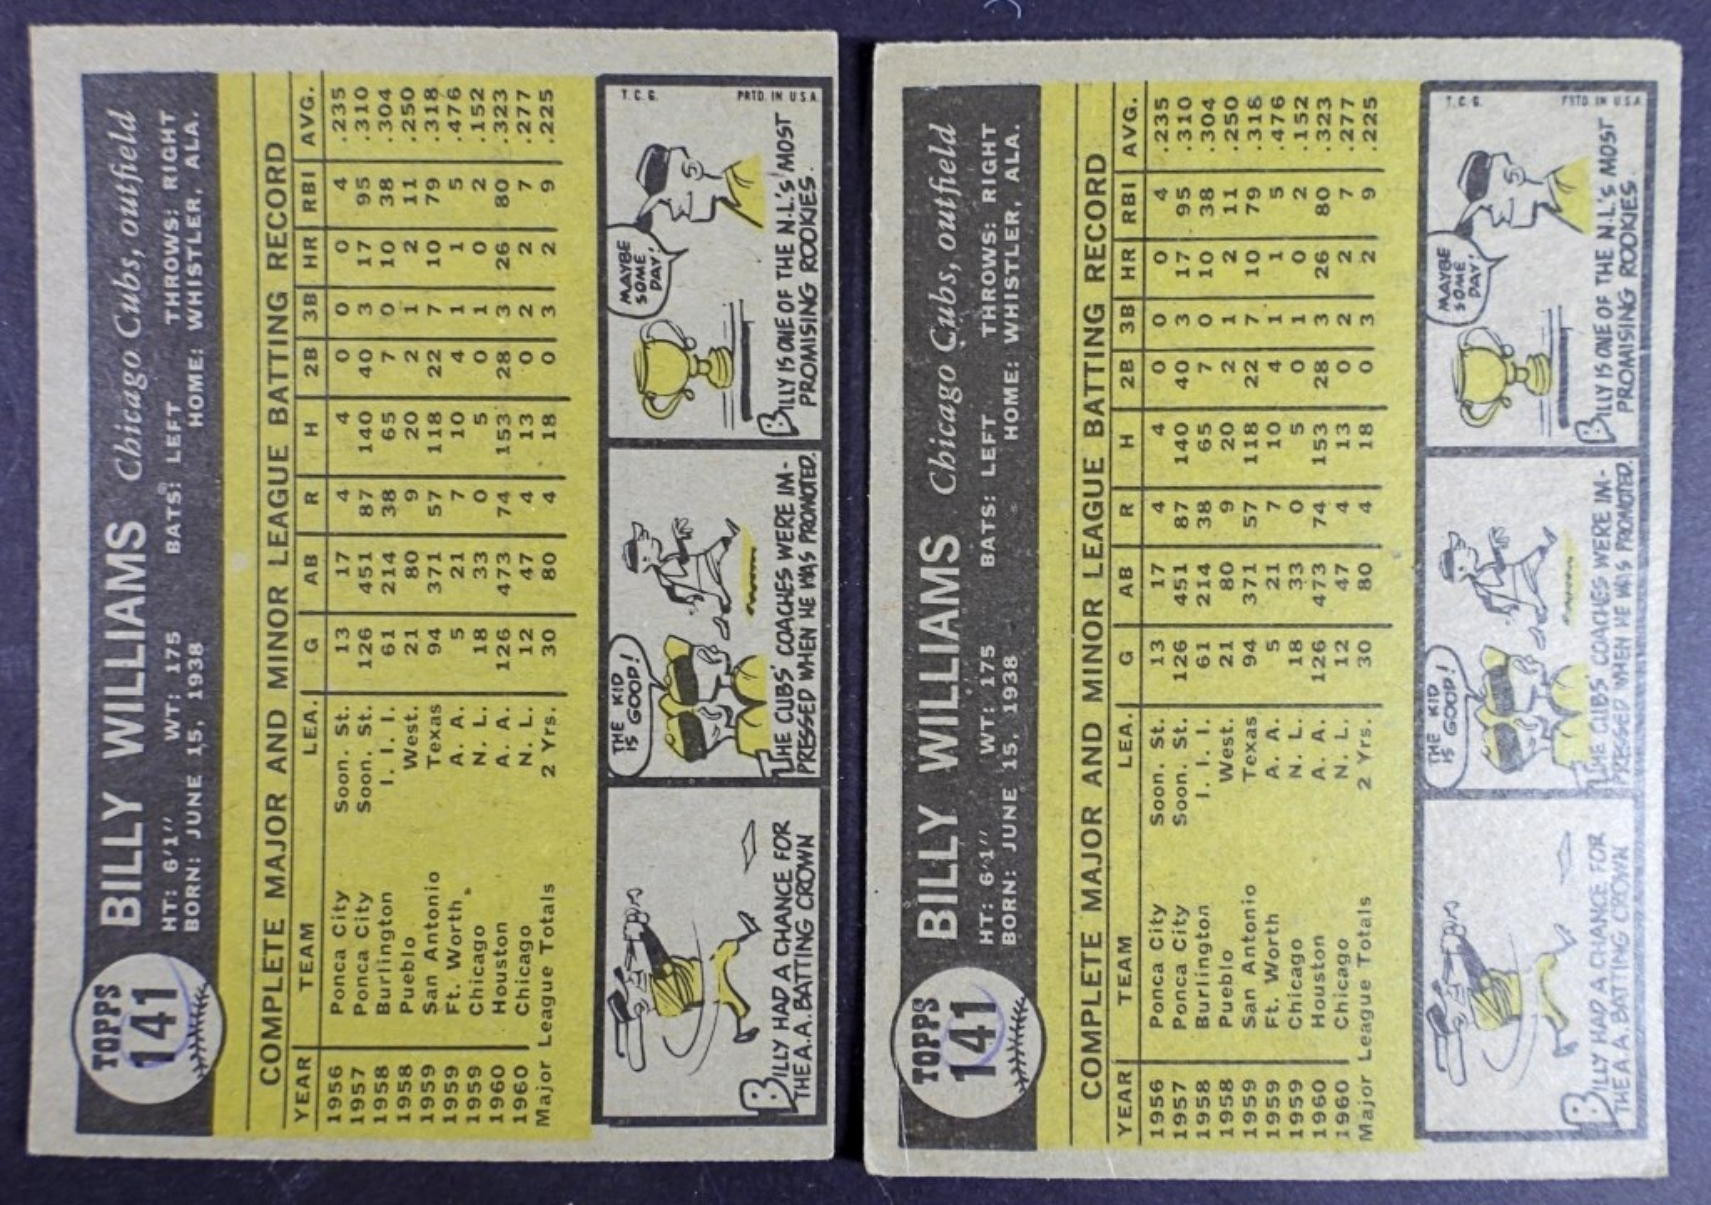 TOPPS
141
BILLY WILLIAMS Chicago Cubs, outfield
HT: 6'1" WT: 175 BATS: LEFT THROWS: RIGHT
BORN: JUNE 15, 1938 HOME: WHISTLER, ALA.
COMPLETE MAJOR AND MINOR LEAGUE BATTING RECORD
YEAR TEAM LEA. G AB R H 2B 3B HR RBI AVG.
1956 Ponca City Soon. St. 13 17 4 4 0 0 0 4 .235
1957 Ponca City Soon. St. 126 451 87 140 40 3 17 95 .310
1958 Burlington I. I. I. 61 214 38 65 7 0 10 38 .304
1958 Pueblo West. 21 80 9 20 2 1 2 11 .250
1959 San Antonio Texas 94 371 57 118 22 7 10 79 .318
1959 Ft. Worth A. A. 5 21 7 10 4 1 1 5 .476
1959 Chicago N. L. 18 33 0 5 0 1 0 2 .152
1960 Houston A. A. 126 473 74 153 28 3 26 80 .323
1960 Chicago N. L. 12 47 4 13 0 2 2 7 .277
Major League Totals 2 Yrs. 30 80 4 18 0 3 2 9 .225
BILLY HAD A CHANCE FOR
THE A.A. BATTING CROWN
THE KID
IS GOOD!
THE CUBS' COACHES WERE IM-
PRESSED WHEN HE WAS PROMOTED.
MAYBE
SOME
DAY!
BILLY IS ONE OF THE N.L.'S MOST
PROMISING ROOKIES.
T.C.G. PRTD. IN U.S.A.
TOPPS
141
BILLY WILLIAMS Chicago Cubs, outfield
HT: 6'1" WT: 175 BATS: LEFT THROWS: RIGHT
BORN: JUNE 15, 1938 HOME: WHISTLER, ALA.
COMPLETE MAJOR AND MINOR LEAGUE BATTING RECORD
YEAR TEAM LEA. G AB R H 2B 3B HR RBI AVG.
1956 Ponca City Soon. St. 13 17 4 4 0 0 0 4 .235
1957 Ponca City Soon. St. 126 451 87 140 40 3 17 95 .310
1958 Burlington I. I. I. 61 214 38 65 7 0 10 38 .304
1958 Pueblo West. 21 80 9 20 2 1 2 11 .250
1959 San Antonio Texas 94 371 57 118 22 7 10 79 .318
1959 Ft. Worth A. A. 5 21 7 10 4 1 1 5 .476
1959 Chicago N. L. 18 33 0 5 0 1 0 2 .152
1960 Houston A. A. 126 473 74 153 28 3 26 80 .323
1960 Chicago N. L. 12 47 4 13 0 2 2 7 .277
Major League Totals 2 Yrs. 30 80 4 18 0 3 2 9 .225
BILLY HAD A CHANCE FOR
THE A.A. BATTING CROWN
THE KID
IS GOOD!
THE CUBS' COACHES WERE IM-
PRESSED WHEN HE WAS PROMOTED.
MAYBE
SOME
DAY!
BILLY IS ONE OF THE N.L.'S MOST
PROMISING ROOKIES.
T.C.G. PRTD. IN U.S.A.